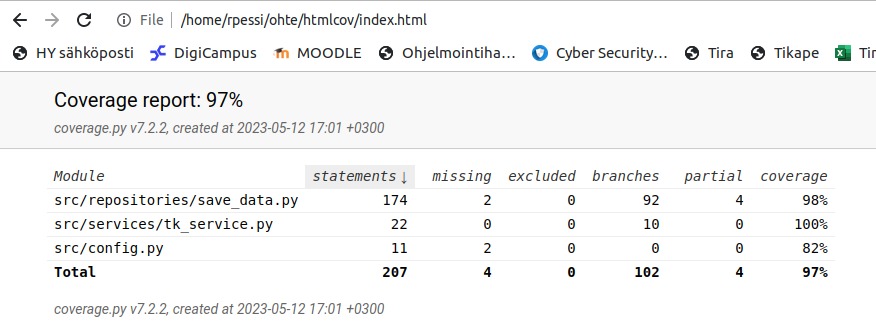 File /home/rpessi/ohte/htmlcov/index.html
HY sähköposti DigiCampus MOODLE Ohjelmointiha… Cyber Security… Tira Tikape Tir
Coverage report: 97%
coverage.py v7.2.2, created at 2023-05-12 17:01 +0300
Module statements↓ missing excluded branches partial coverage
src/repositories/save_data.py 174 2 0 92 4 98%
src/services/tk_service.py 22 0 0 10 0 100%
src/config.py 11 2 0 0 0 82%
Total 207 4 0 102 4 97%
coverage.py v7.2.2, created at 2023-05-12 17:01 +0300